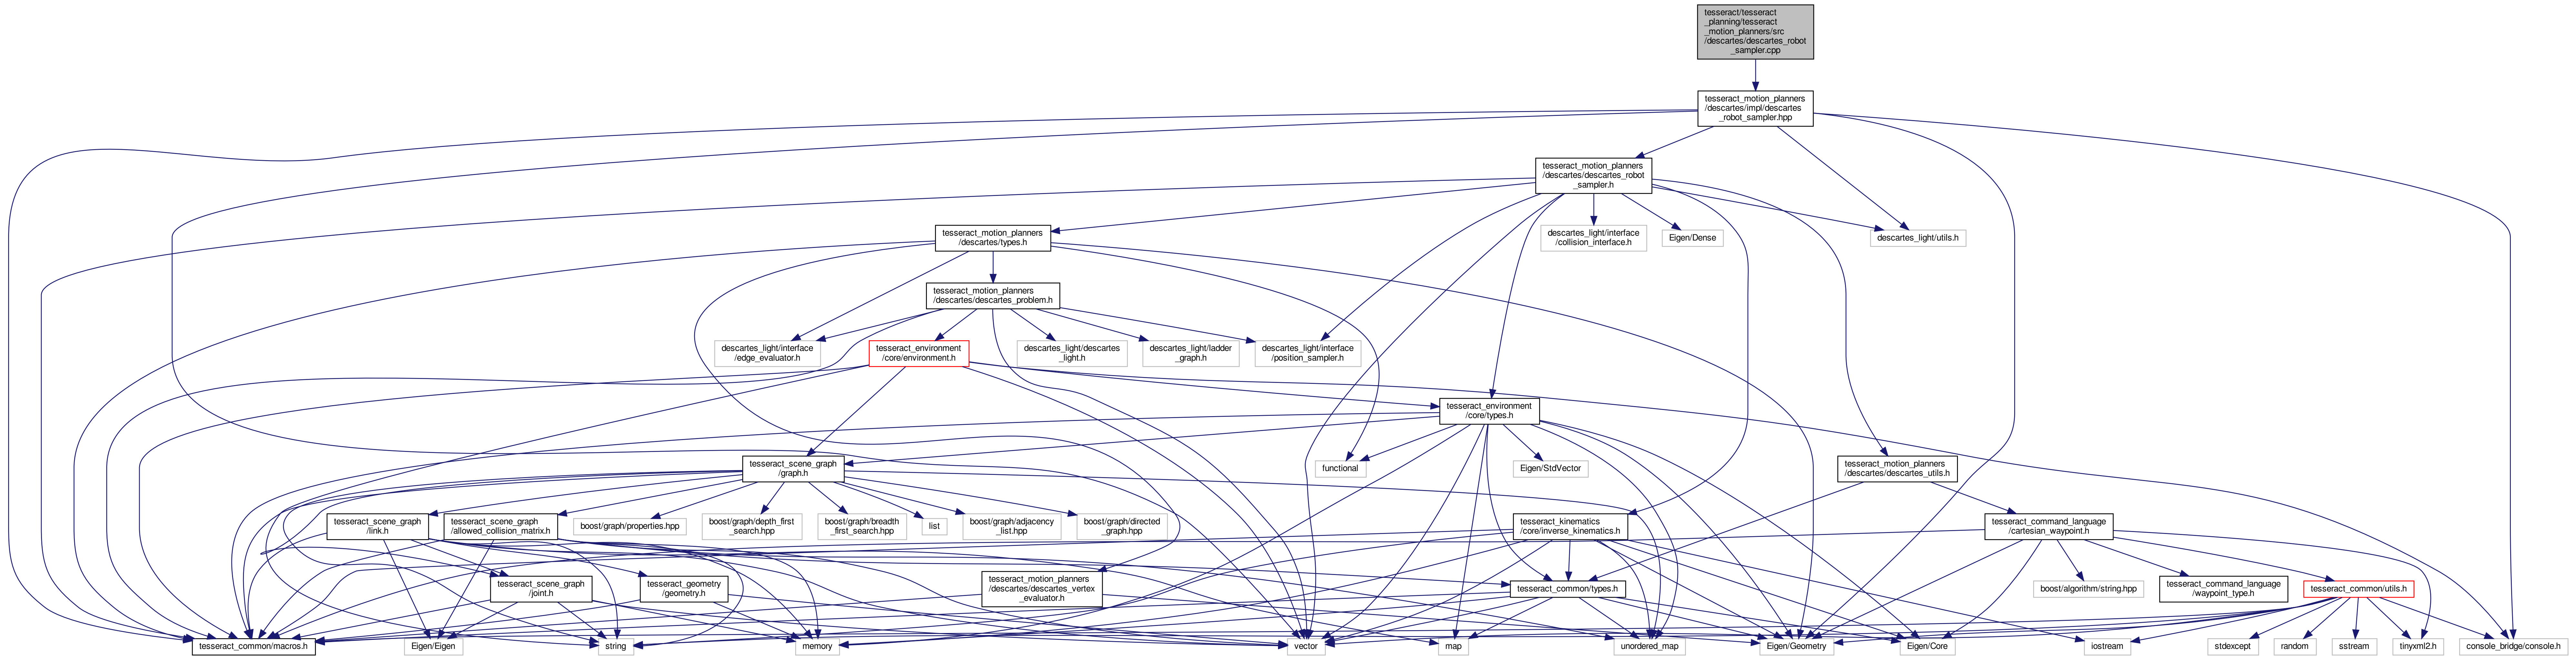 tesseract/tesseract
_planning/tesseract
_motion_planners/src
/descartes/descartes_robot
_sampler.cpp
tesseract_motion_planners
/descartes/impl/descartes
_robot_sampler.hpp
tesseract_motion_planners
/descartes/descartes_robot
_sampler.h
tesseract_motion_planners
/descartes/types.h
descartes_light/interface
/collision_interface.h
Eigen/Dense
descartes_light/utils.h
tesseract_motion_planners
/descartes/descartes_problem.h
descartes_light/interface
/edge_evaluator.h
tesseract_environment
/core/environment.h
descartes_light/descartes
_light.h
descartes_light/ladder
_graph.h
descartes_light/interface
/position_sampler.h
tesseract_environment
/core/types.h
tesseract_scene_graph
/graph.h
functional
Eigen/StdVector
tesseract_motion_planners
/descartes/descartes_utils.h
tesseract_scene_graph
/link.h
tesseract_scene_graph
/allowed_collision_matrix.h
boost/graph/properties.hpp
boost/graph/depth_first
_search.hpp
boost/graph/breadth
_first_search.hpp
list
boost/graph/adjacency
_list.hpp
boost/graph/directed
_graph.hpp
tesseract_kinematics
/core/inverse_kinematics.h
tesseract_command_language
/cartesian_waypoint.h
tesseract_scene_graph
/joint.h
tesseract_geometry
/geometry.h
tesseract_motion_planners
/descartes/descartes_vertex
_evaluator.h
tesseract_common/types.h
boost/algorithm/string.hpp
tesseract_command_language
/waypoint_type.h
tesseract_common/utils.h
tesseract_common/macros.h
Eigen/Eigen
string
memory
vector
map
unordered_map
Eigen/Geometry
Eigen/Core
iostream
stdexcept
random
sstream
tinyxml2.h
console_bridge/console.h